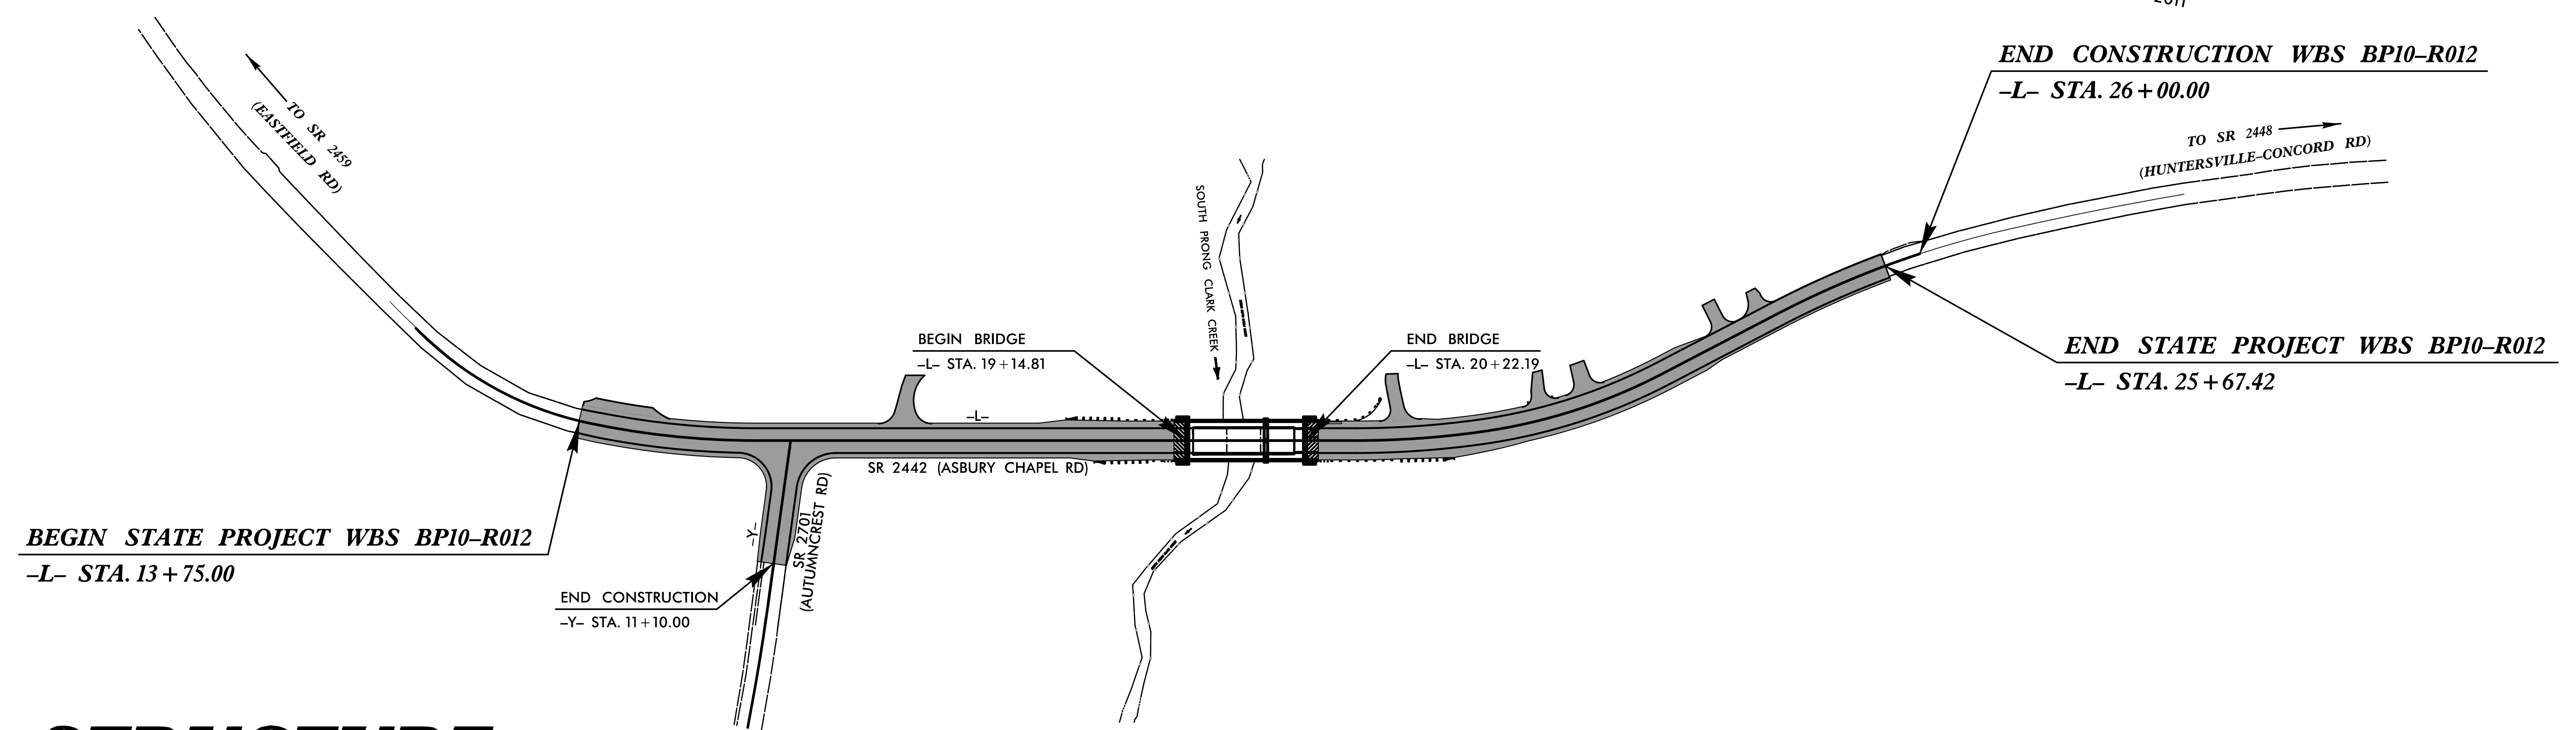 2017
END CONSTRUCTION WBS BP10–R012
–L– STA. 26+00.00
TO SR 2459
(EASTFIELD RD)
TO SR 2448
(HUNTERSVILLE–CONCORD RD)
SOUTH PRONG CLARK CREEK
BEGIN BRIDGE
–L– STA. 19+14.81
END BRIDGE
–L– STA. 20+22.19
END STATE PROJECT WBS BP10–R012
–L– STA. 25+67.42
–L–
SR 2442 (ASBURY CHAPEL RD)
–Y–
SR 2701
(AUTUMNCREST RD)
BEGIN STATE PROJECT WBS BP10–R012
–L– STA. 13+75.00
END CONSTRUCTION
–Y– STA. 11+10.00
STRUCTURE